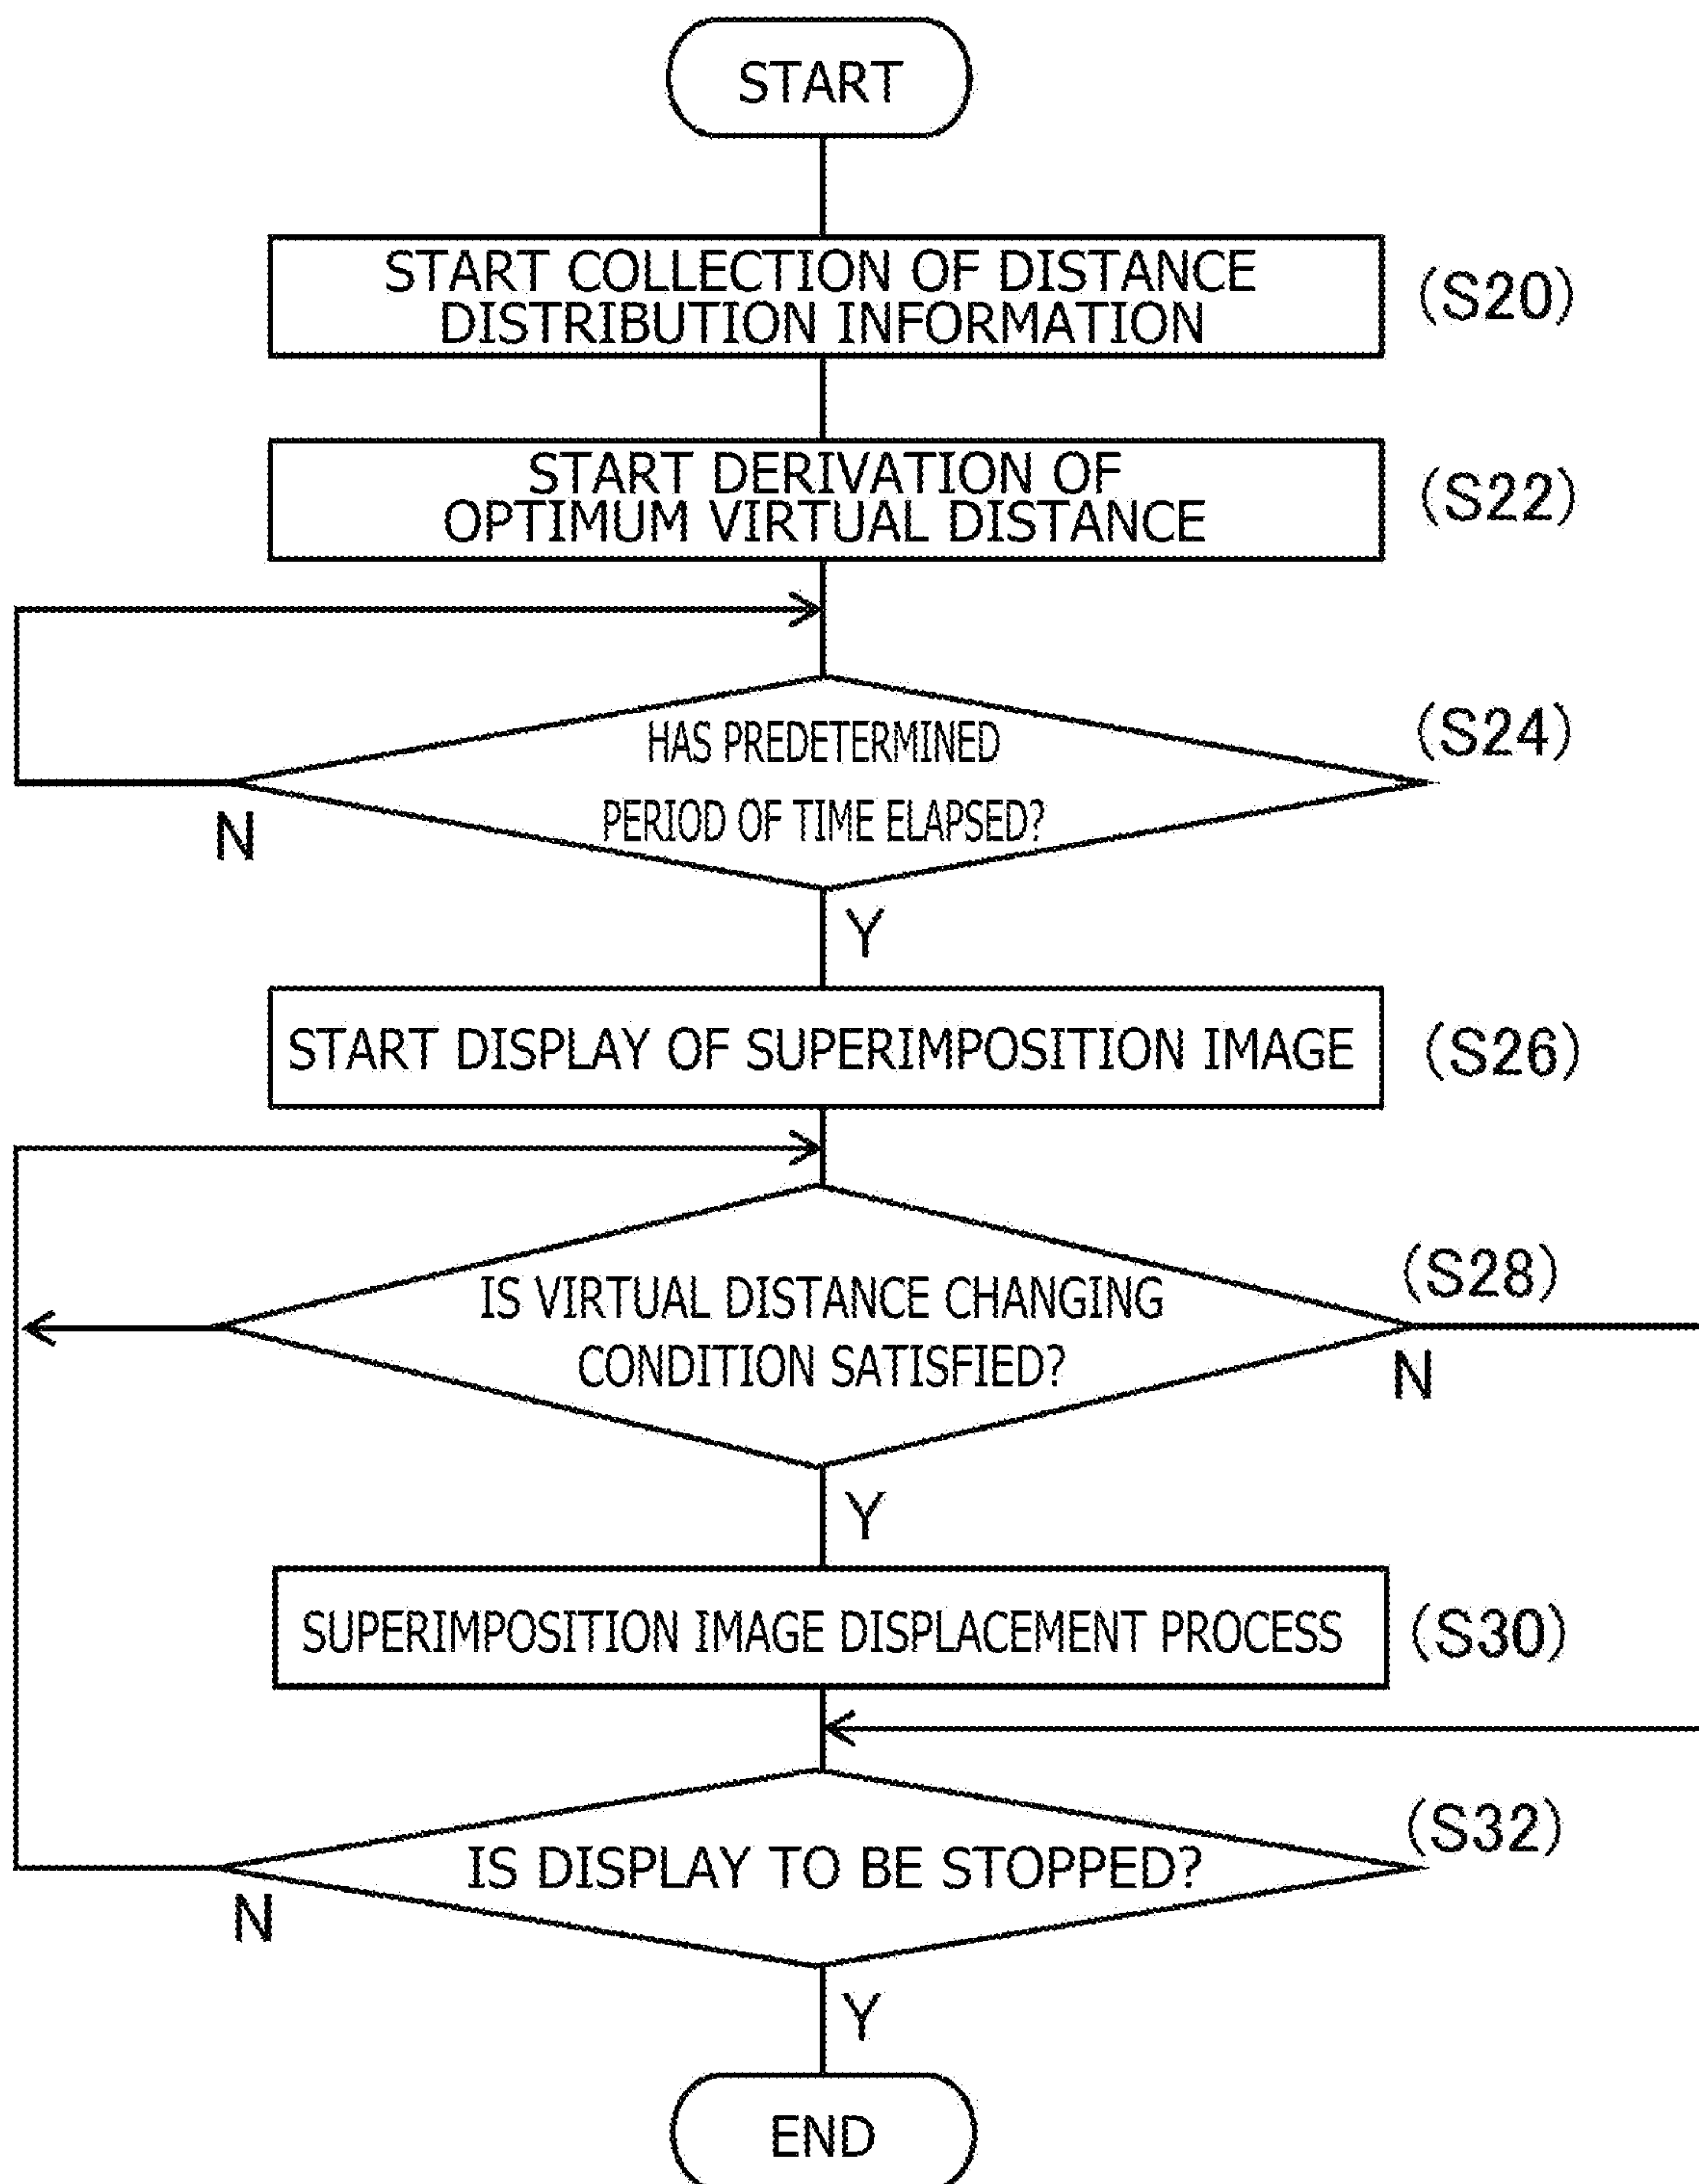 START
START COLLECTION OF DISTANCE
DISTRIBUTION INFORMATION
(S20)
START DERIVATION OF
OPTIMUM VIRTUAL DISTANCE
(S22)
HAS PREDETERMINED
PERIOD OF TIME ELAPSED?
(S24)
N
Y
START DISPLAY OF SUPERIMPOSITION IMAGE
(S26)
IS VIRTUAL DISTANCE CHANGING
CONDITION SATISFIED?
(S28)
N
Y
SUPERIMPOSITION IMAGE DISPLACEMENT PROCESS
(S30)
IS DISPLAY TO BE STOPPED?
(S32)
N
Y
END